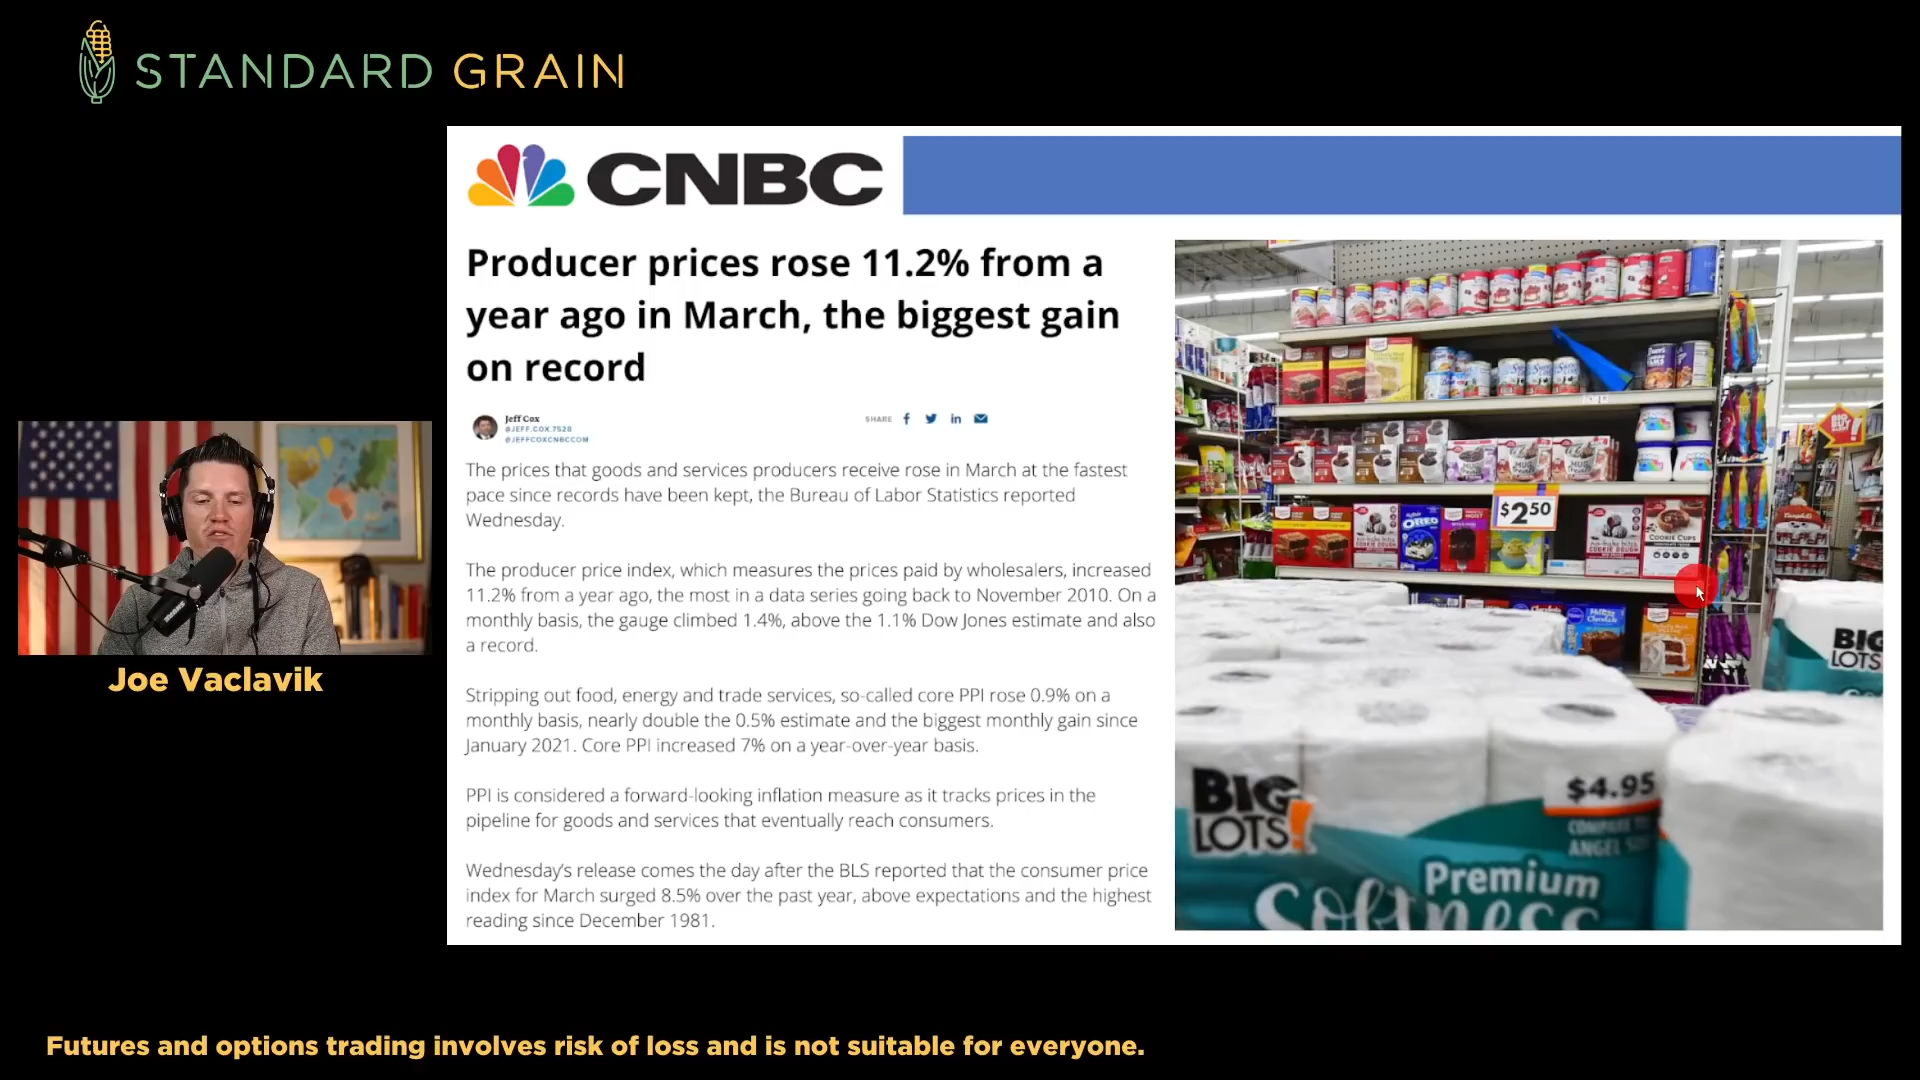 STANDARD GRAIN
CNBC
Producer prices rose 11.2% from a
year ago in March, the biggest gain
on record
Jeff Cox
@JEFF.COX.7528
@JEFFCOXCNBCCOM
SHARE
The prices that goods and services producers receive rose in March at the fastest
pace since records have been kept, the Bureau of Labor Statistics reported
Wednesday.
The producer price index, which measures the prices paid by wholesalers, increased
11.2% from a year ago, the most in a data series going back to November 2010. On a
monthly basis, the gauge climbed 1.4%, above the 1.1% Dow Jones estimate and also
a record.
Stripping out food, energy and trade services, so-called core PPI rose 0.9% on a
monthly basis, nearly double the 0.5% estimate and the biggest monthly gain since
January 2021. Core PPI increased 7% on a year-over-year basis.
PPI is considered a forward-looking inflation measure as it tracks prices in the
pipeline for goods and services that eventually reach consumers.
Wednesday's release comes the day after the BLS reported that the consumer price
index for March surged 8.5% over the past year, above expectations and the highest
reading since December 1981.
$2.50
OREO
COOKIE CUPS
BIG
LOTS
BIG
LOTS!
$4.95
Premium
Softness
Joe Vaclavik
Futures and options trading involves risk of loss and is not suitable for everyone.